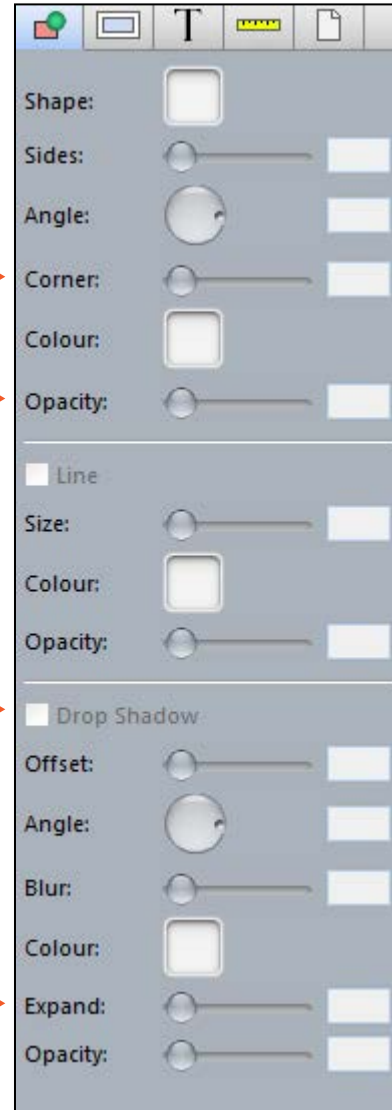 T
Shape:
Sides:
Angle:
Corner:
Colour:
Opacity:
Line
Size:
Colour:
Opacity:
Drop Shadow
Offset:
Angle:
Blur:
Colour:
Expand:
Opacity: